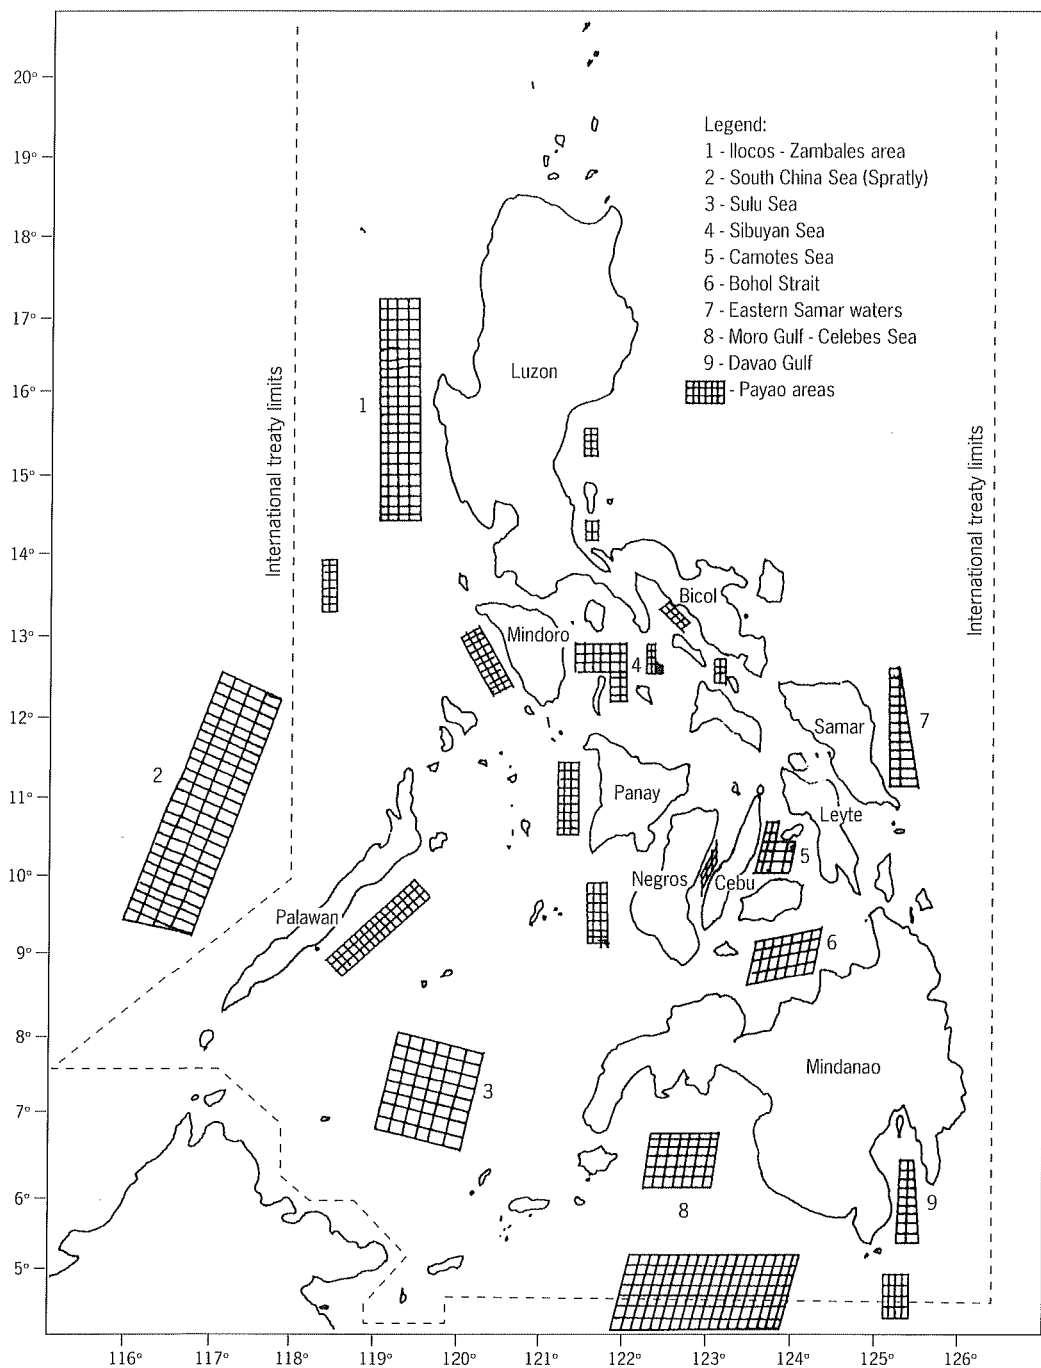 20°
19°
18°
17°
16°
15°
14°
13°
12°
11°
10°
9°
8°
7°
6°
5°
Legend:
1 - Ilocos - Zambales area
2 - South China Sea (Spratly)
3 - Sulu Sea
4 - Sibuyan Sea
5 - Camotes Sea
6 - Bohol Strait
7 - Eastern Samar waters
8 - Moro Gulf - Celebes Sea
9 - Davao Gulf
- Payao areas
International treaty limits
International treaty limits
Luzon
1
Bicol
Mindoro
4
Samar
7
2
Panay
Leyte
5
Negros
Cebu
Palawan
6
Mindanao
3
8
9
116° 117° 118° 119° 120° 121° 122° 123° 124° 125° 126°